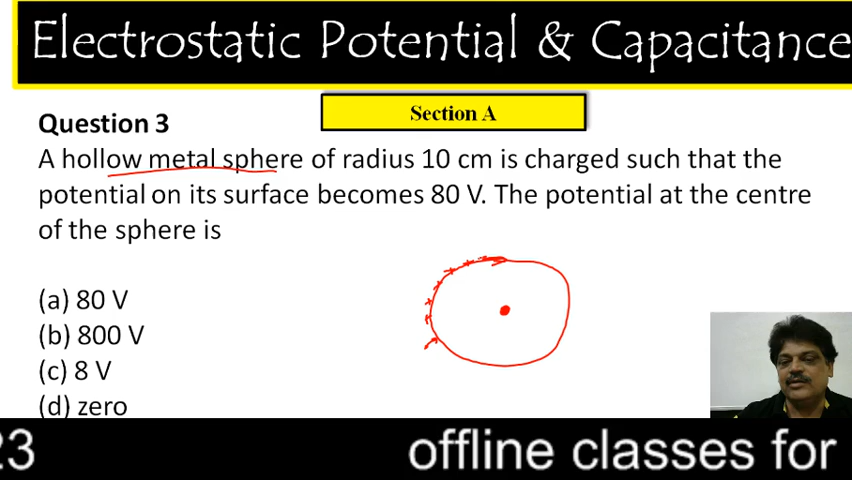 Electrostatic Potential & Capacitance
Section A
Question 3
A hollow metal sphere of radius 10 cm is charged such that the
potential on its surface becomes 80 V. The potential at the centre
of the sphere is
(a) 80 V
(b) 800 V
(c) 8 V
(d) zero
23 offline classes for